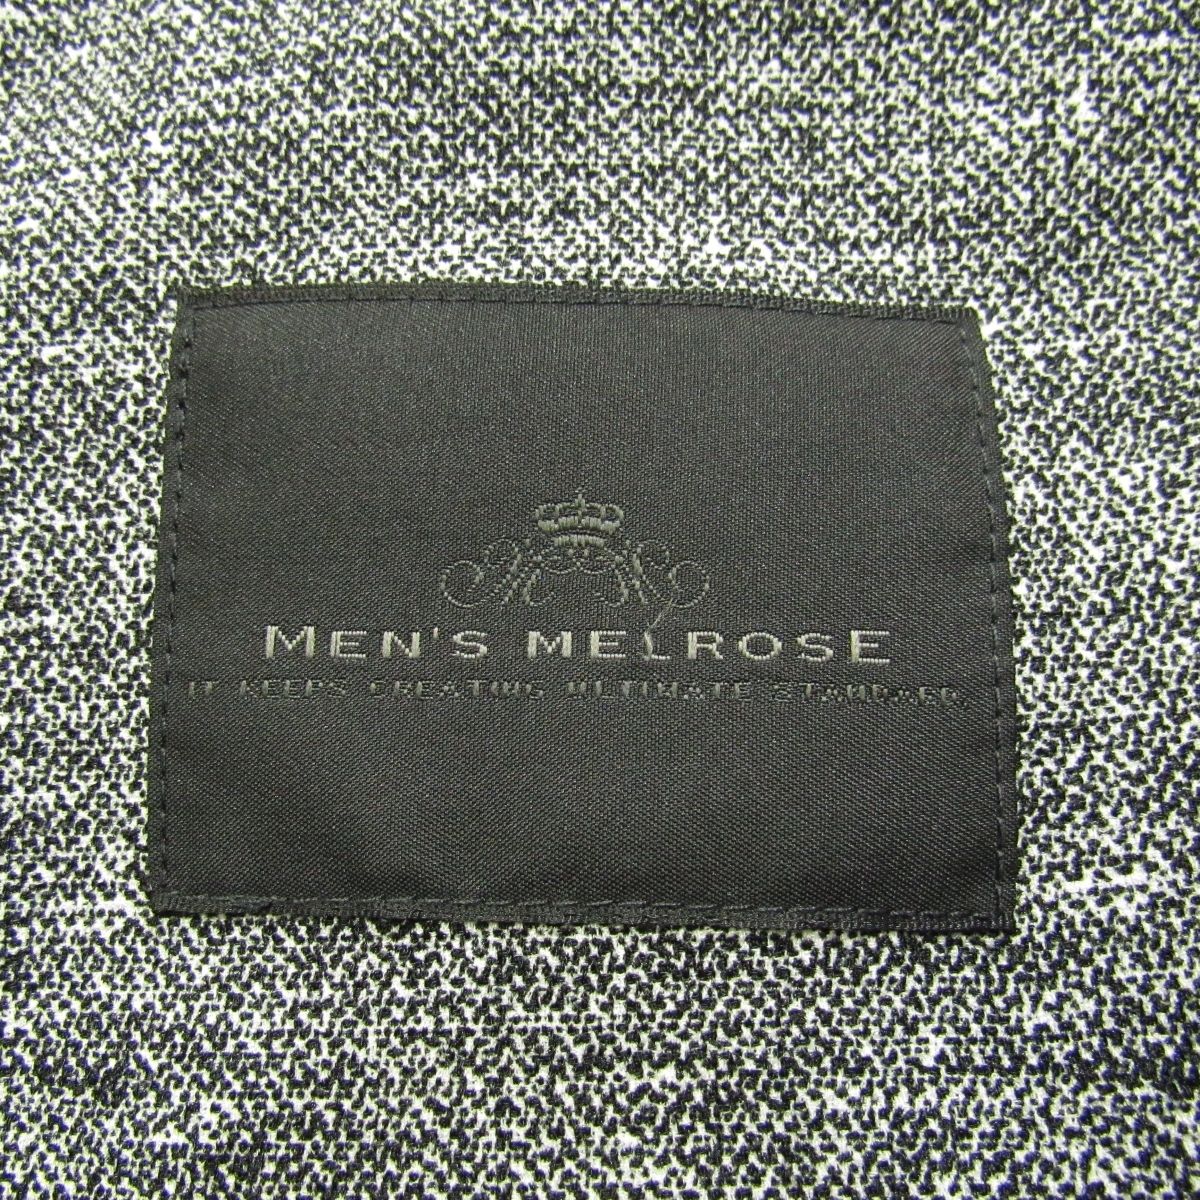 MEN'S MELROSE
IT KEEPS CREATING ULTIMATE STANDARD.